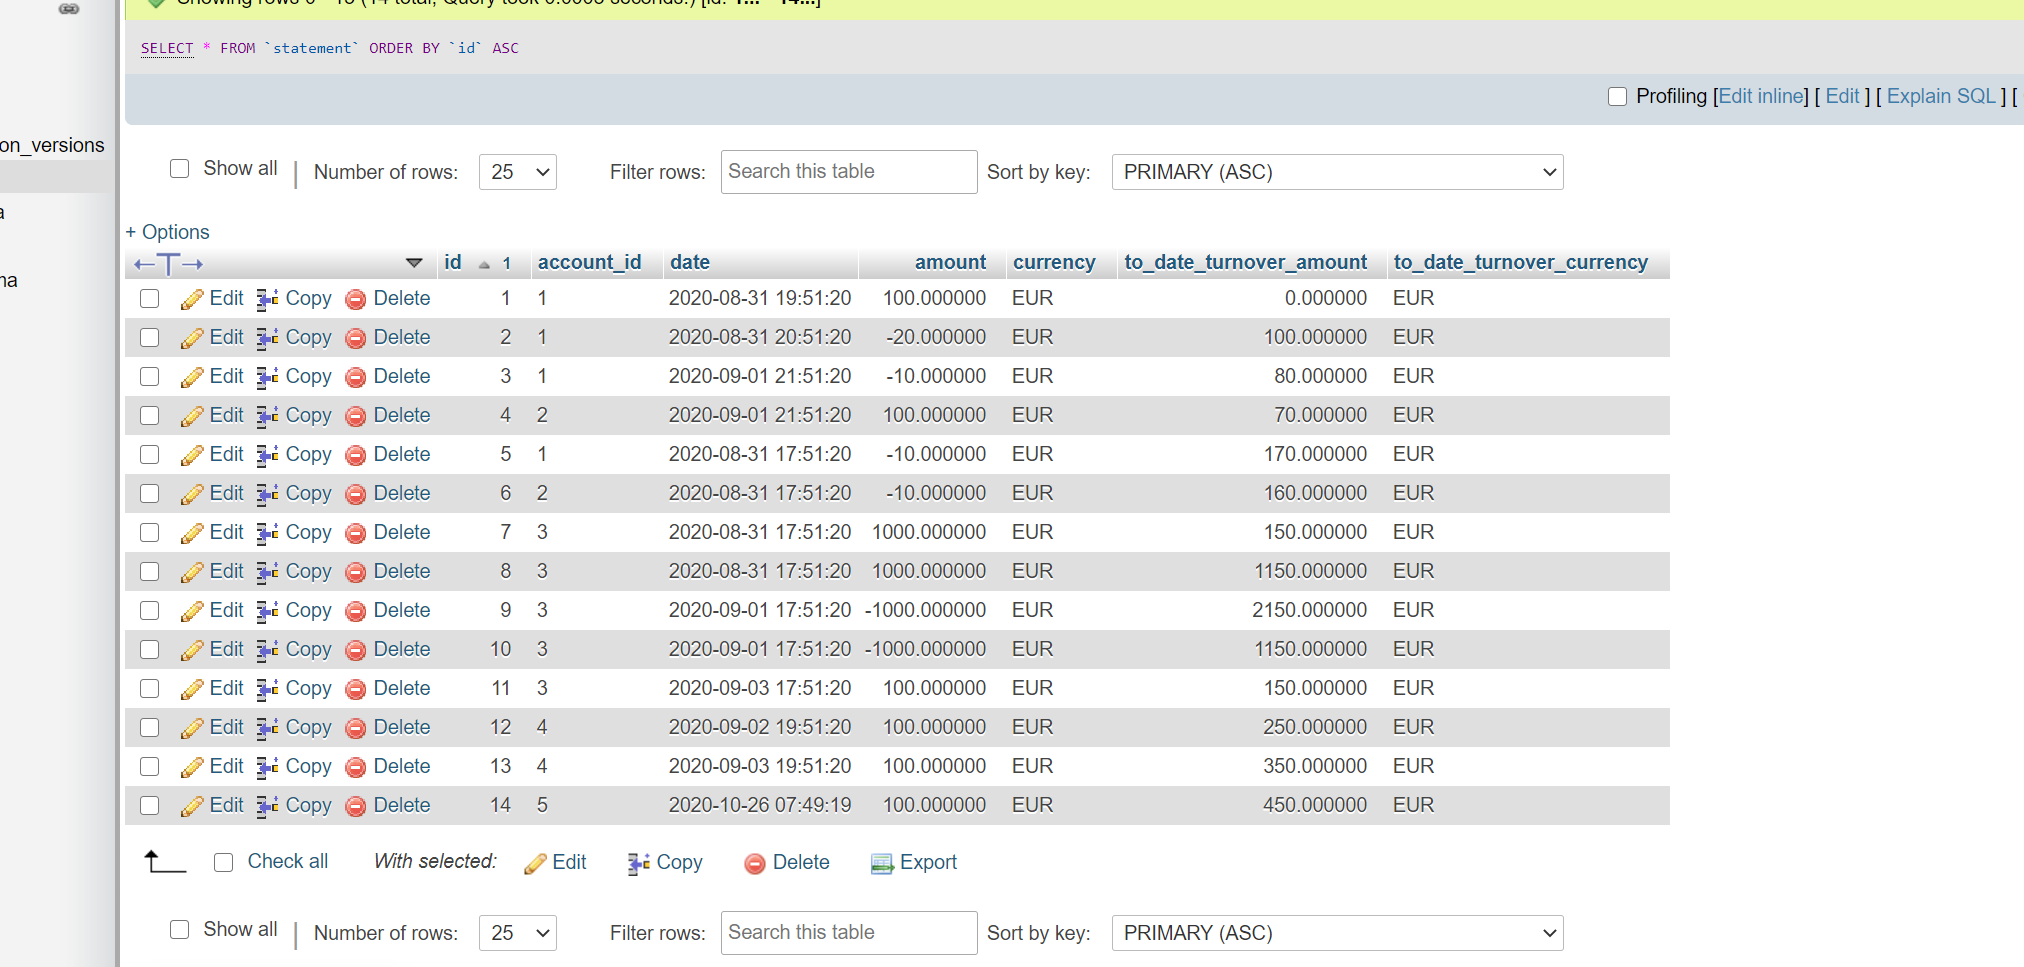 SELECT * FROM `statement` ORDER BY `id` ASC
Profiling [Edit inline] [ Edit ] [ Explain SQL ] [
on_versions
Show all | Number of rows: 25 Filter rows: Search this table Sort by key: PRIMARY (ASC)
a
+ Options
na
←T→ id 1 account_id date amount currency to_date_turnover_amount to_date_turnover_currency
Edit Copy Delete 1 1 2020-08-31 19:51:20 100.000000 EUR 0.000000 EUR
Edit Copy Delete 2 1 2020-08-31 20:51:20 -20.000000 EUR 100.000000 EUR
Edit Copy Delete 3 1 2020-09-01 21:51:20 -10.000000 EUR 80.000000 EUR
Edit Copy Delete 4 2 2020-09-01 21:51:20 100.000000 EUR 70.000000 EUR
Edit Copy Delete 5 1 2020-08-31 17:51:20 -10.000000 EUR 170.000000 EUR
Edit Copy Delete 6 2 2020-08-31 17:51:20 -10.000000 EUR 160.000000 EUR
Edit Copy Delete 7 3 2020-08-31 17:51:20 1000.000000 EUR 150.000000 EUR
Edit Copy Delete 8 3 2020-08-31 17:51:20 1000.000000 EUR 1150.000000 EUR
Edit Copy Delete 9 3 2020-09-01 17:51:20 -1000.000000 EUR 2150.000000 EUR
Edit Copy Delete 10 3 2020-09-01 17:51:20 -1000.000000 EUR 1150.000000 EUR
Edit Copy Delete 11 3 2020-09-03 17:51:20 100.000000 EUR 150.000000 EUR
Edit Copy Delete 12 4 2020-09-02 19:51:20 100.000000 EUR 250.000000 EUR
Edit Copy Delete 13 4 2020-09-03 19:51:20 100.000000 EUR 350.000000 EUR
Edit Copy Delete 14 5 2020-10-26 07:49:19 100.000000 EUR 450.000000 EUR
Check all With selected: Edit Copy Delete Export
Show all | Number of rows: 25 Filter rows: Search this table Sort by key: PRIMARY (ASC)